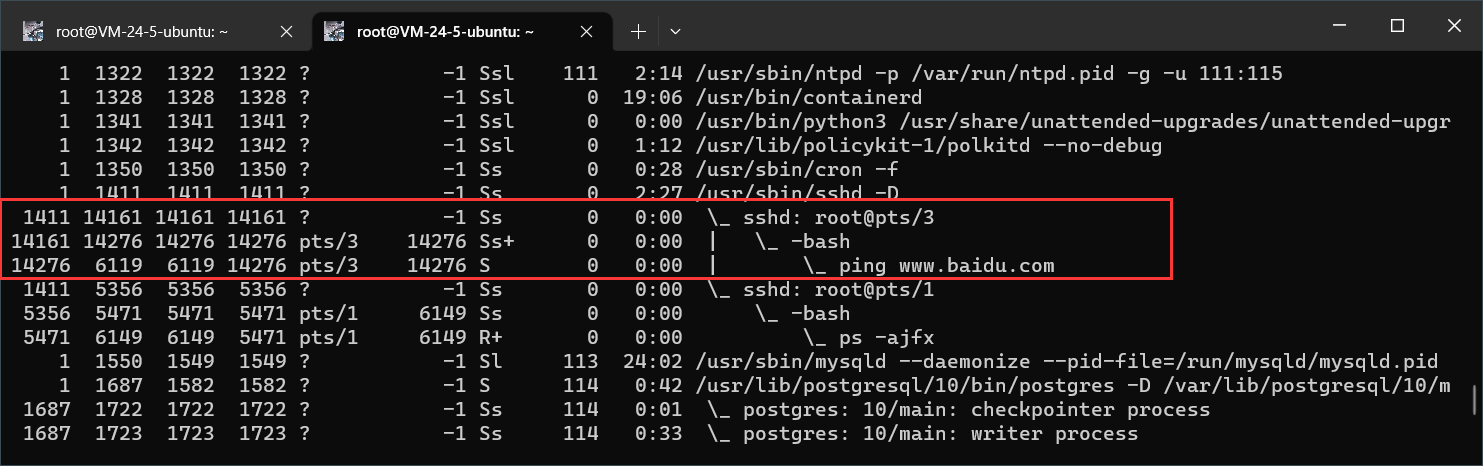 root@VM-24-5-ubuntu: ~ root@VM-24-5-ubuntu: ~
1 1322 1322 1322 ? -1 Ssl 111 2:14 /usr/sbin/ntpd -p /var/run/ntpd.pid -g -u 111:115
1 1328 1328 1328 ? -1 Ssl 0 19:06 /usr/bin/containerd
1 1341 1341 1341 ? -1 Ssl 0 0:00 /usr/bin/python3 /usr/share/unattended-upgrades/unattended-upgr
1 1342 1342 1342 ? -1 Ssl 0 1:12 /usr/lib/policykit-1/polkitd --no-debug
1 1350 1350 1350 ? -1 Ss 0 0:28 /usr/sbin/cron -f
1 1411 1411 1411 ? -1 Ss 0 2:27 /usr/sbin/sshd -D
1411 14161 14161 14161 ? -1 Ss 0 0:00 \_ sshd: root@pts/3
14161 14276 14276 14276 pts/3 14276 Ss+ 0 0:00 | \_ -bash
14276 6119 6119 14276 pts/3 14276 S 0 0:00 | \_ ping www.baidu.com
1411 5356 5356 5356 ? -1 Ss 0 0:00 \_ sshd: root@pts/1
5356 5471 5471 5471 pts/1 6149 Ss 0 0:00 \_ -bash
5471 6149 6149 5471 pts/1 6149 R+ 0 0:00 \_ ps -ajfx
1 1550 1549 1549 ? -1 Sl 113 24:02 /usr/sbin/mysqld --daemonize --pid-file=/run/mysqld/mysqld.pid
1 1687 1582 1582 ? -1 S 114 0:42 /usr/lib/postgresql/10/bin/postgres -D /var/lib/postgresql/10/m
1687 1722 1722 1722 ? -1 Ss 114 0:01 \_ postgres: 10/main: checkpointer process
1687 1723 1723 1723 ? -1 Ss 114 0:33 \_ postgres: 10/main: writer process